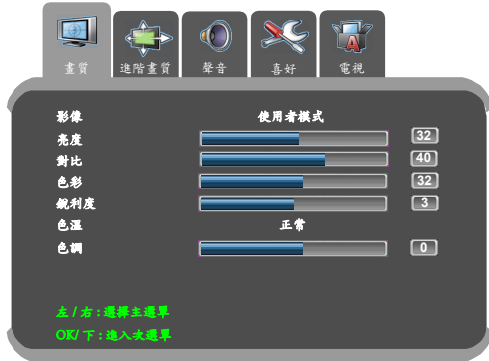 畫質 進階畫質 聲音 喜好 電視
影像 使用者模式
亮度 32
對比 40
色彩 32
銳利度 3
色溫 正常
色調 0
左 / 右 : 選擇主選單
OK/ 下 : 進入次選單